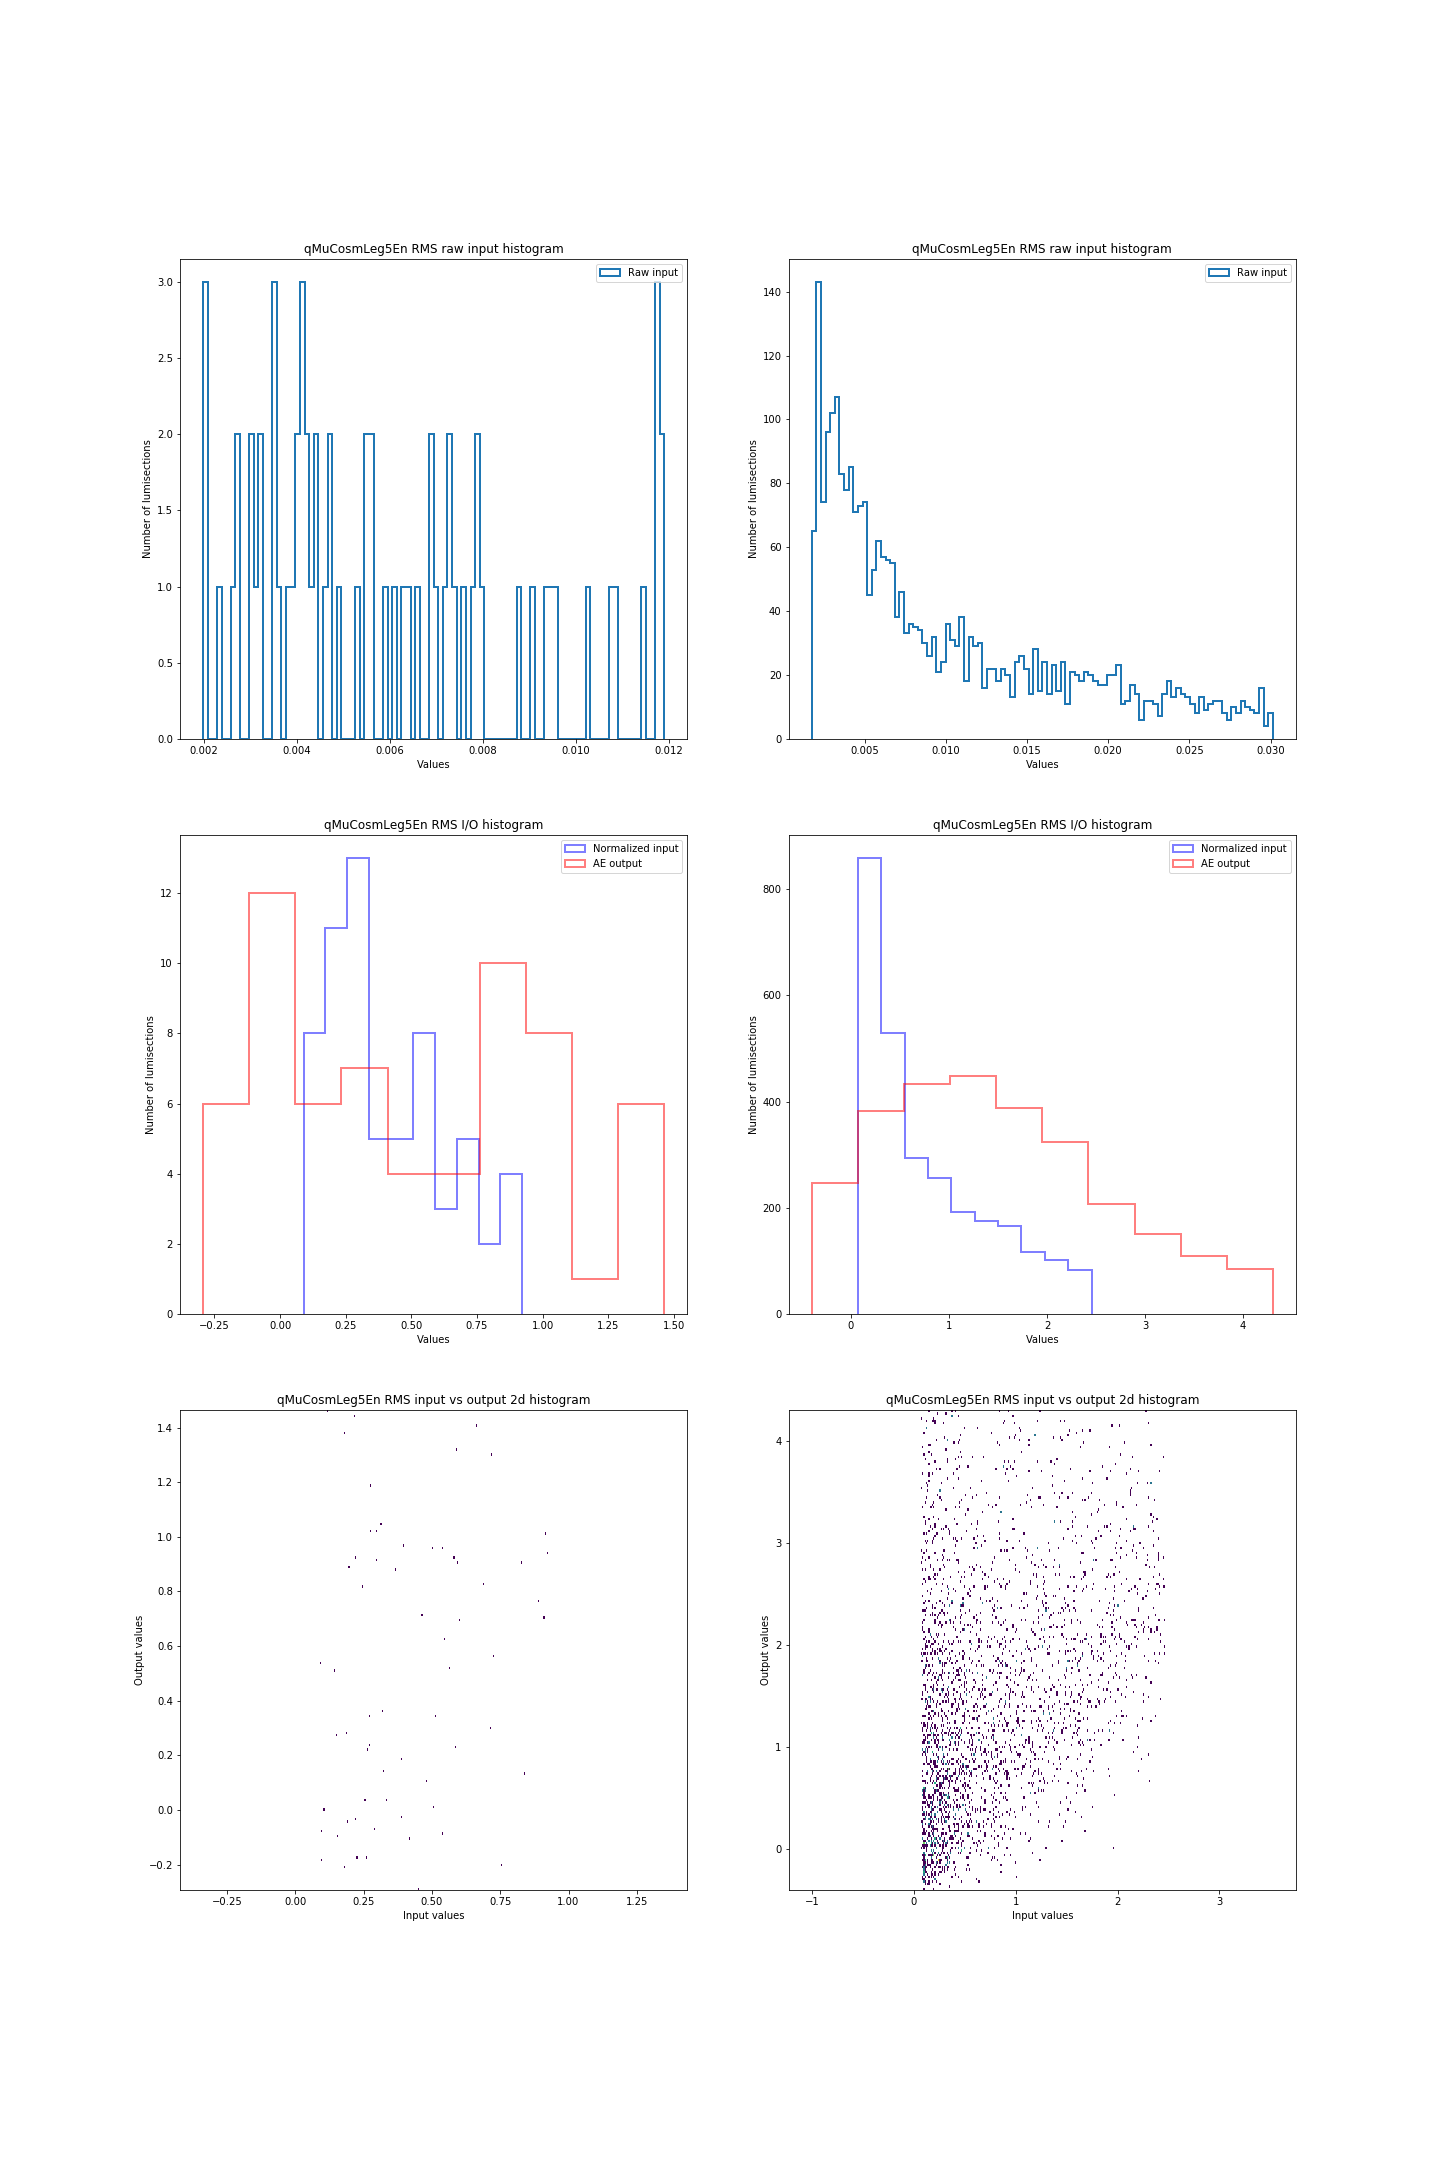 qMuCosmLeg5En RMS raw input histogram
Raw input
3.0
2.5
2.0
1.5
1.0
0.5
0.0
Number of lumisections
0.002 0.004 0.006 0.008 0.010 0.012
Values
qMuCosmLeg5En RMS raw input histogram
Raw input
140
120
100
80
60
40
20
0
Number of lumisections
0.005 0.010 0.015 0.020 0.025 0.030
Values
qMuCosmLeg5En RMS I/O histogram
Normalized input
AE output
12
10
8
6
4
2
0
Number of lumisections
−0.25 0.00 0.25 0.50 0.75 1.00 1.25 1.50
Values
qMuCosmLeg5En RMS I/O histogram
Normalized input
AE output
800
600
400
200
0
Number of lumisections
0 1 2 3 4
Values
qMuCosmLeg5En RMS input vs output 2d histogram
1.4
1.2
1.0
0.8
0.6
0.4
0.2
0.0
−0.2
Output values
−0.25 0.00 0.25 0.50 0.75 1.00 1.25
Input values
qMuCosmLeg5En RMS input vs output 2d histogram
4
3
2
1
0
Output values
−1 0 1 2 3
Input values